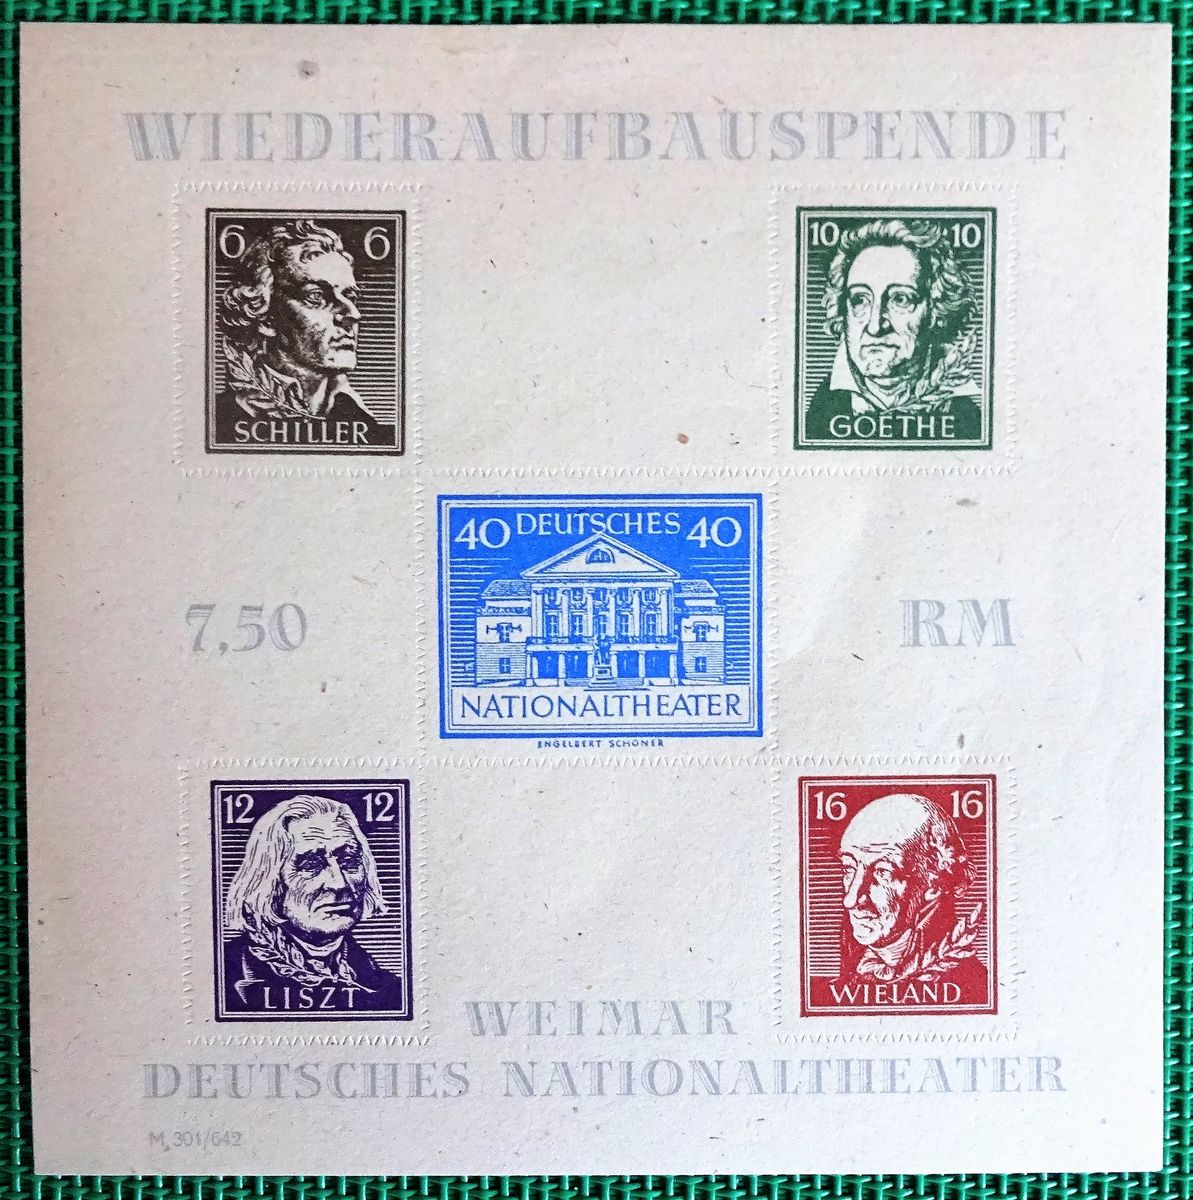 WIEDERAUFBAUSPENDE
6 6
SCHILLER
10 10
GOETHE
40 DEUTSCHES 40
NATIONALTHEATER
ENGELBERT SCHÖNER
7,50 RM
12 12
LISZT
16 16
WIELAND
WEIMAR
DEUTSCHES NATIONALTHEATER
M 301/642